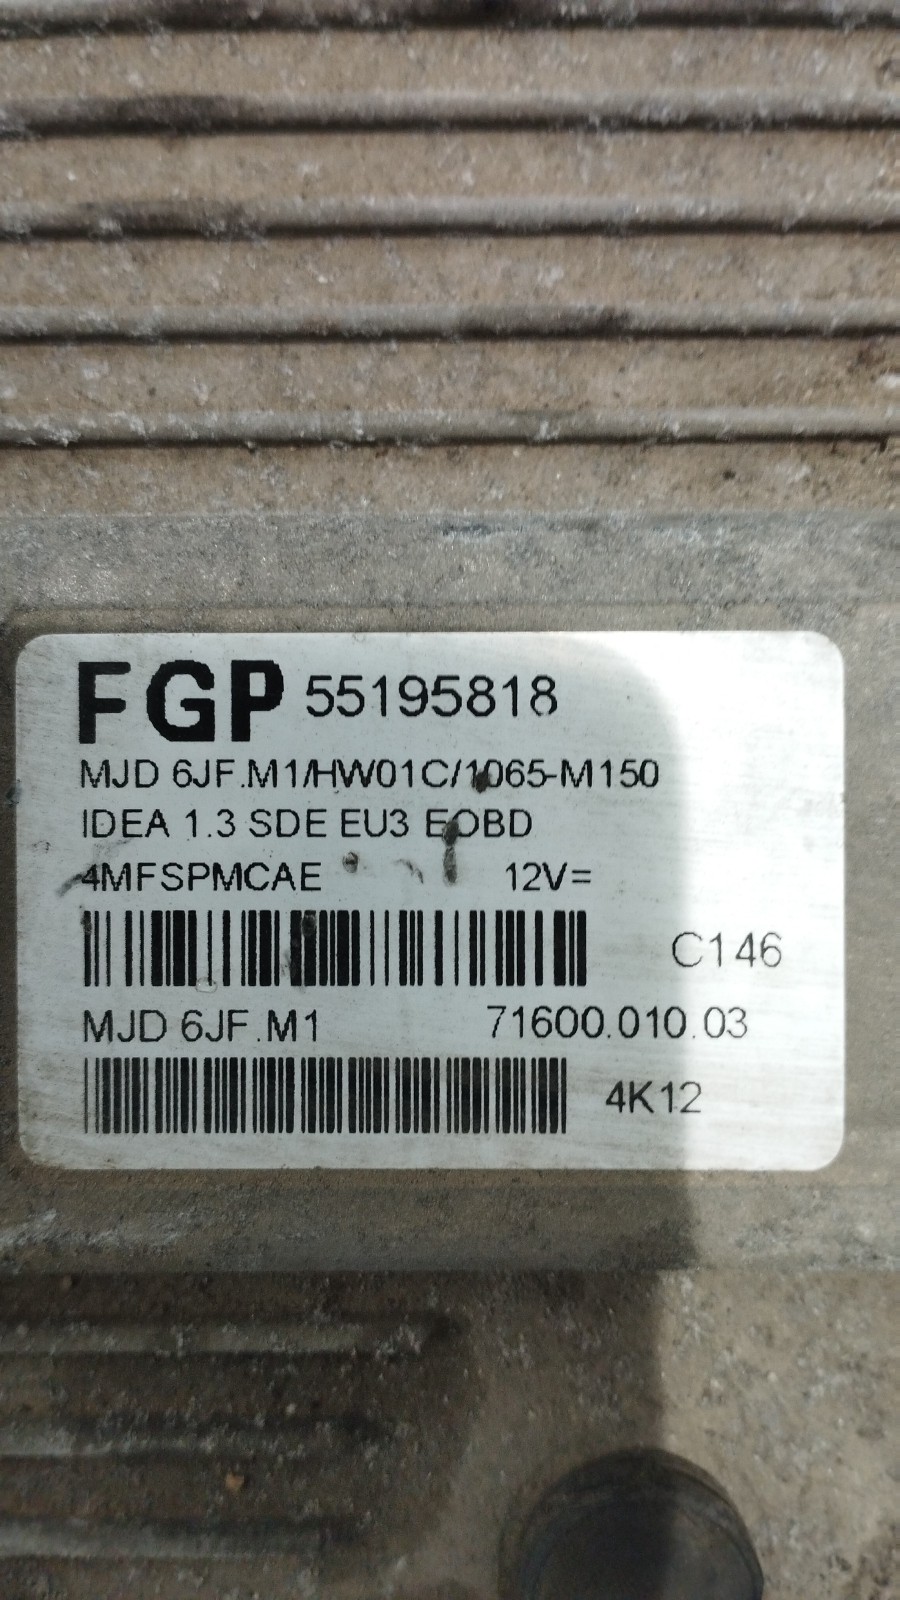 FGP 55195818
MJD 6JF.M1/HW01C/1065-M150
IDEA 1.3 SDE EU3 EOBD
4MFSPMCAE 12V=
C146
MJD 6JF.M1 71600.010.03
4K12